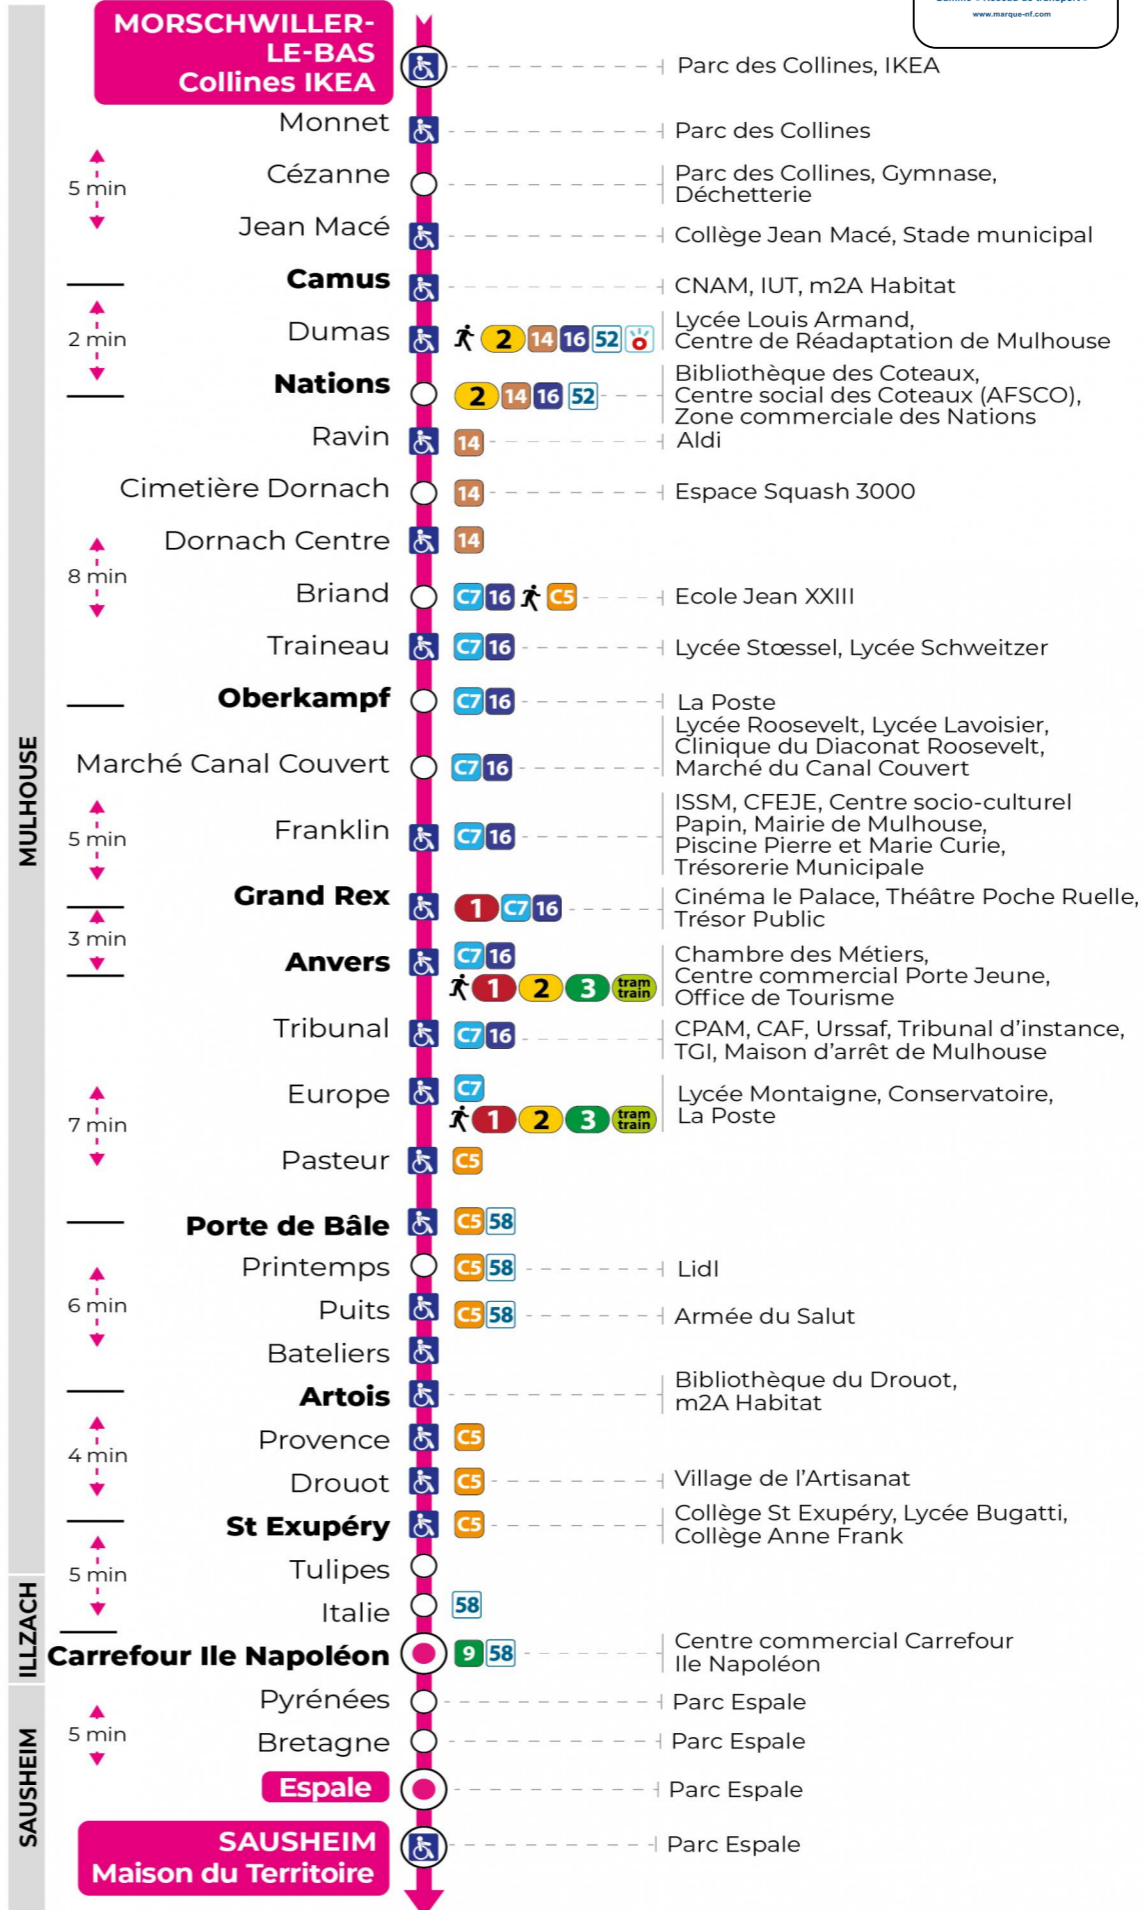 www.marque-nf.com
MORSCHWILLER-
LE-BAS
Collines IKEA
Parc des Collines, IKEA
Monnet
Parc des Collines
5 min
Cézanne
Parc des Collines, Gymnase,
Déchetterie
Jean Macé
Collège Jean Macé, Stade municipal
Camus
CNAM, IUT, m2A Habitat
2 min
Dumas
2 14 16 52
Lycée Louis Armand,
Centre de Réadaptation de Mulhouse
Nations
2 14 16 52
Bibliothèque des Coteaux,
Centre social des Coteaux (AFSCO),
Zone commerciale des Nations
Ravin
14
Aldi
Cimetière Dornach
14
Espace Squash 3000
Dornach Centre
14
8 min
Briand
C7 16 C5
Ecole Jean XXIII
Traineau
C7 16
Lycée Stœssel, Lycée Schweitzer
Oberkampf
C7 16
La Poste
MULHOUSE
Marché Canal Couvert
C7 16
Lycée Roosevelt, Lycée Lavoisier,
Clinique du Diaconat Roosevelt,
Marché du Canal Couvert
5 min
Franklin
C7 16
ISSM, CFEJE, Centre socio-culturel
Papin, Mairie de Mulhouse,
Piscine Pierre et Marie Curie,
Trésorerie Municipale
Grand Rex
1 C7 16
Cinéma le Palace, Théâtre Poche Ruelle,
Trésor Public
3 min
Anvers
C7 16
1 2 3 tram train
Chambre des Métiers,
Centre commercial Porte Jeune,
Office de Tourisme
Tribunal
C7 16
CPAM, CAF, Urssaf, Tribunal d'instance,
TGI, Maison d'arrêt de Mulhouse
7 min
Europe
C7
1 2 3 tram train
Lycée Montaigne, Conservatoire,
La Poste
Pasteur
C5
Porte de Bâle
C5 58
Printemps
C5 58
Lidl
6 min
Puits
C5 58
Armée du Salut
Bateliers
Artois
Bibliothèque du Drouot,
m2A Habitat
4 min
Provence
C5
Drouot
C5
Village de l'Artisanat
St Exupéry
C5
Collège St Exupéry, Lycée Bugatti,
Collège Anne Frank
5 min
Tulipes
ILLZACH
Italie
58
Carrefour Ile Napoléon
9 58
Centre commercial Carrefour
Ile Napoléon
SAUSHEIM
5 min
Pyrénées
Parc Espale
Bretagne
Parc Espale
Espale
Parc Espale
SAUSHEIM
Maison du Territoire
Parc Espale